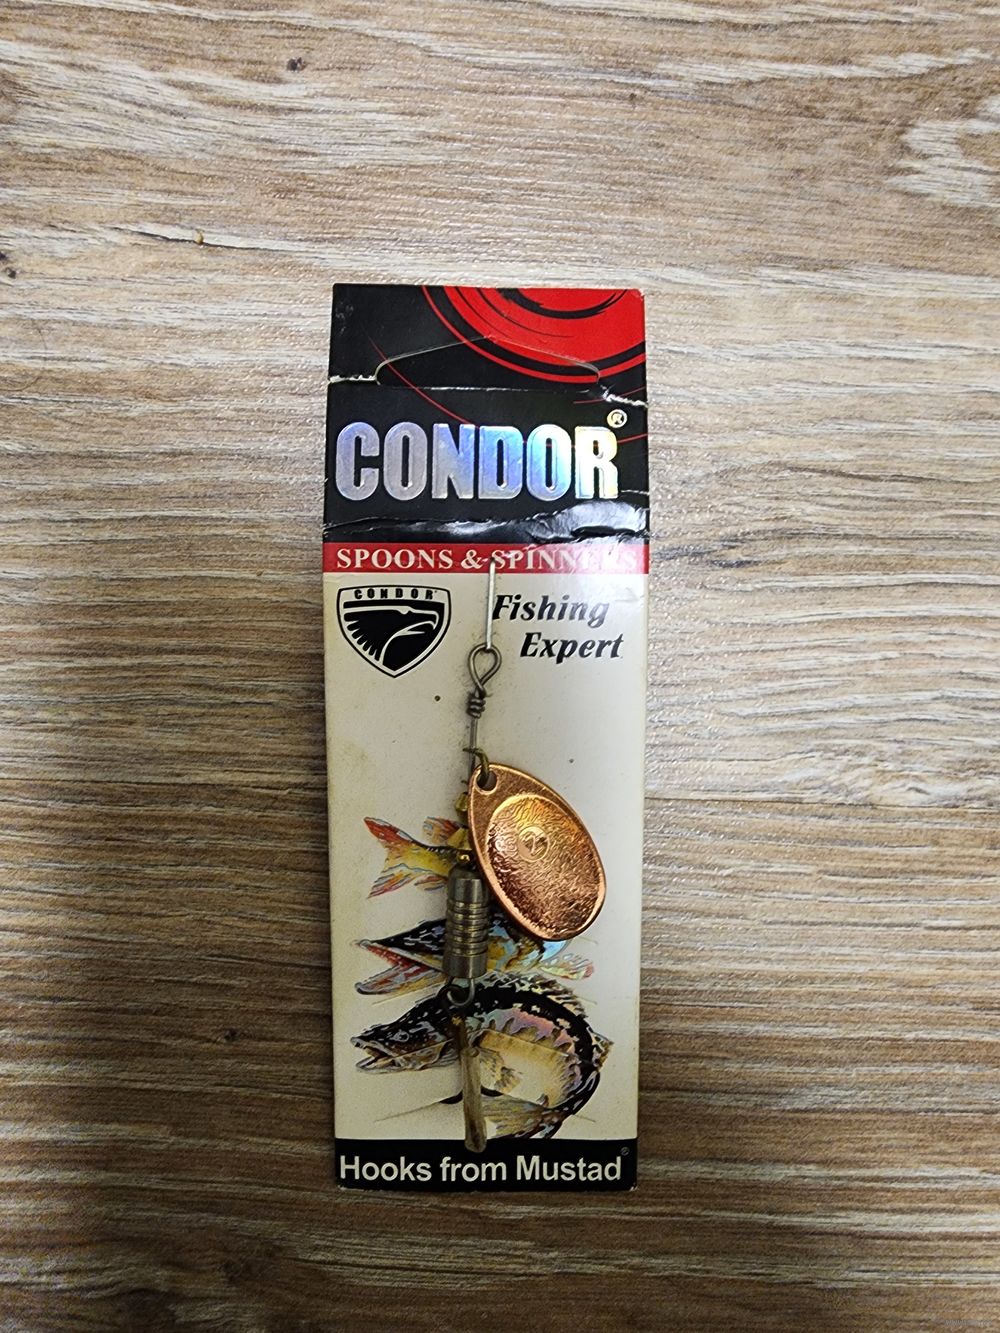 CONDOR®
SPOONS & SPINNERS
CONDOR
Fishing
Expert
Hooks from Mustad®